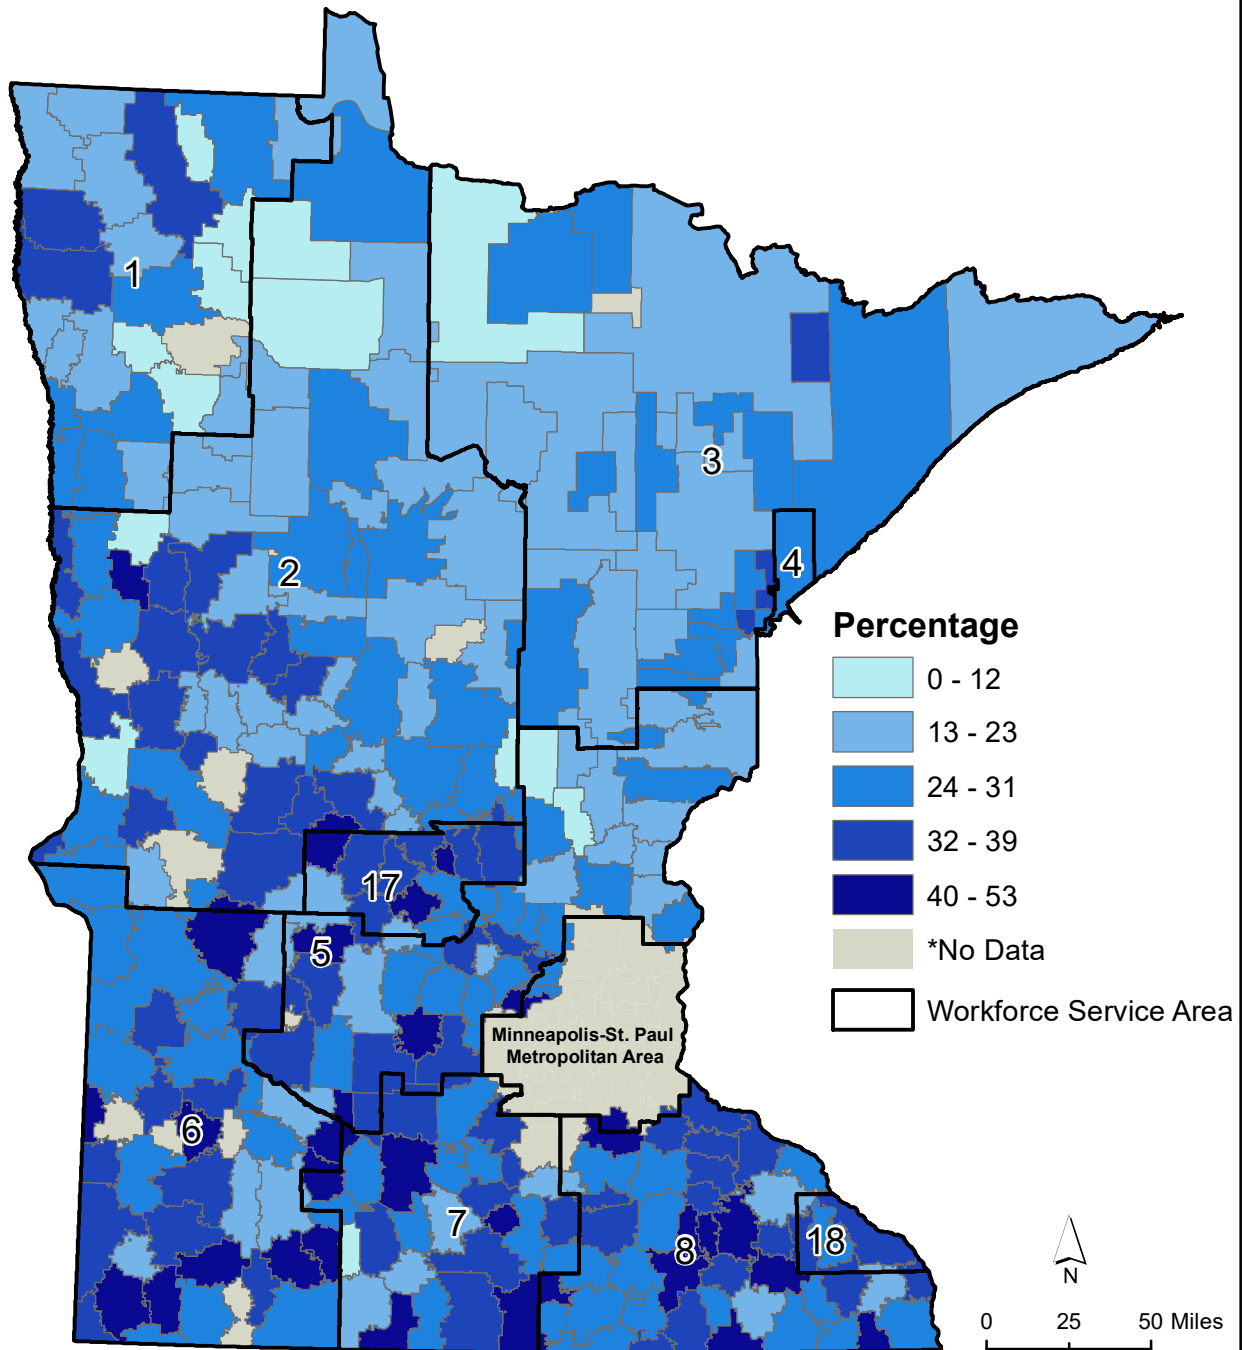 1
3
2
4
Percentage
0 - 12
13 - 23
24 - 31
32 - 39
40 - 53
*No Data
Workforce Service Area
17
5
Minneapolis-St. Paul
Metropolitan Area
6
7
8
18
N
0 25 50 Miles